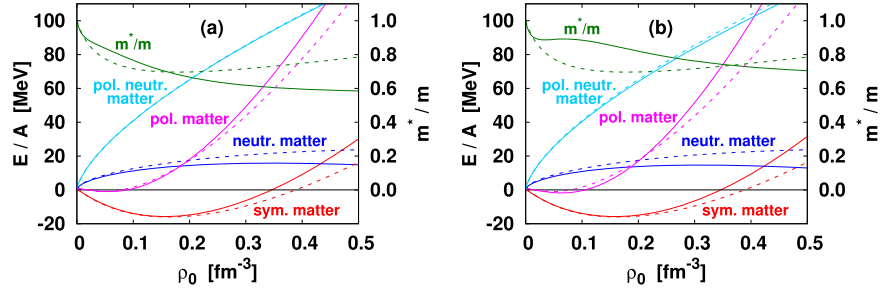 (a)
m*/m
pol. neutr.
matter
pol. matter
neutr. matter
sym. matter
100
80
60
40
20
0
-20
E / A [MeV]
1.0
0.8
0.6
0.4
0.2
0.0
m* / m
0 0.1 0.2 0.3 0.4 0.5
ρ0 [fm-3]
(b)
m*/m
pol. neutr.
matter
pol. matter
neutr. matter
sym. matter
100
80
60
40
20
0
-20
E / A [MeV]
1.0
0.8
0.6
0.4
0.2
0.0
m* / m
0 0.1 0.2 0.3 0.4 0.5
ρ0 [fm-3]